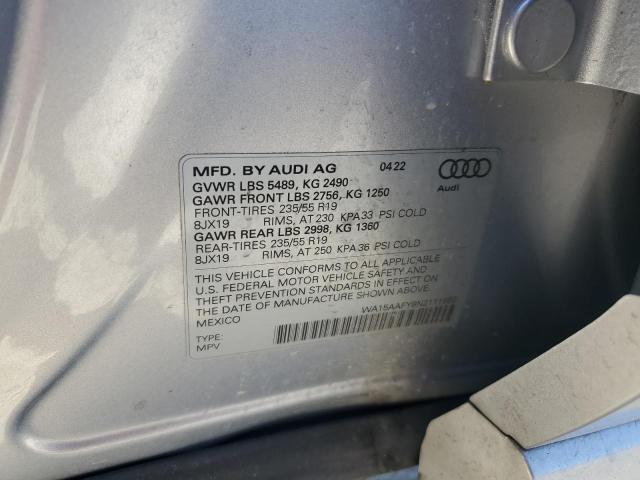 MFD. BY AUDI AG 04 22
GVWR LBS 5489, KG 2490
GAWR FRONT LBS 2756, KG 1250
FRONT-TIRES 235/55 R19
8JX19 RIMS, AT 230 KPA 33 PSI COLD
GAWR REAR LBS 2998, KG 1360
REAR-TIRES 235/55 R19
8JX19 RIMS, AT 250 KPA 36 PSI COLD
Audi
THIS VEHICLE CONFORMS TO ALL APPLICABLE
U.S. FEDERAL MOTOR VEHICLE SAFETY AND
THEFT PREVENTION STANDARDS IN EFFECT ON
THE DATE OF MANUFACTURE SHOWN ABOVE.
MEXICO
TYPE:
MPV